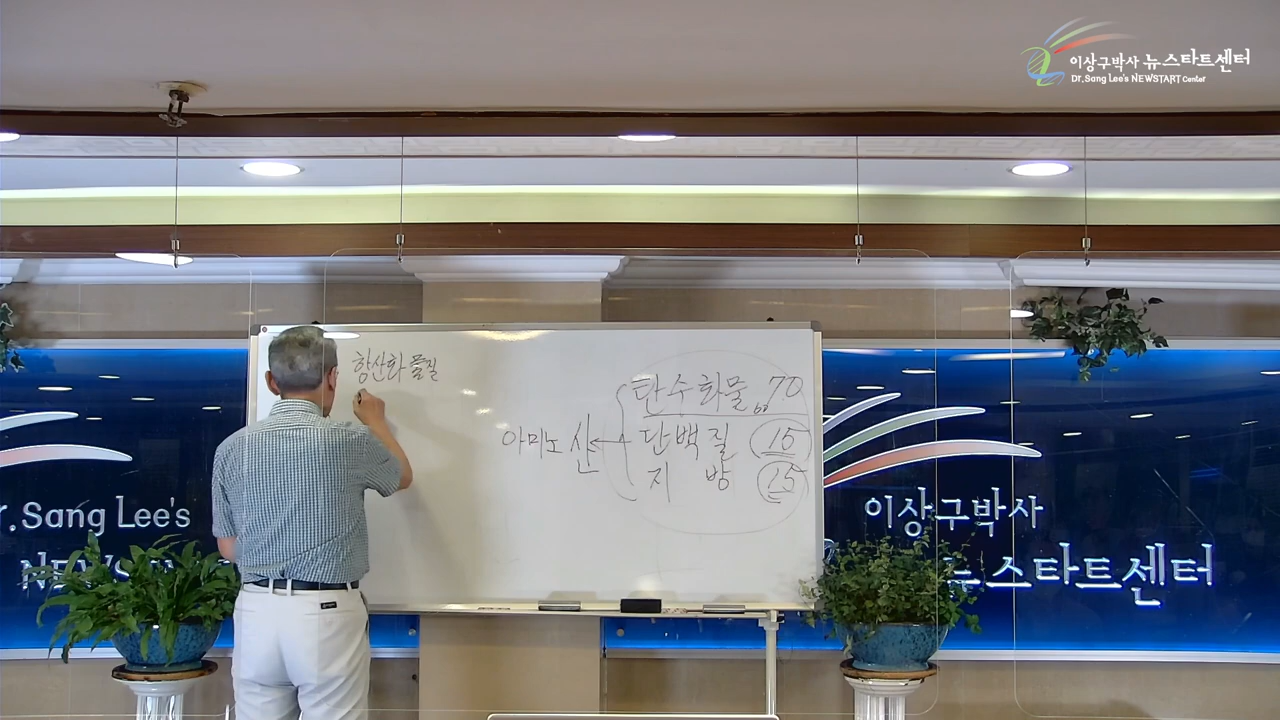 이상구박사 뉴스타트센터
Dr.Sang Lee's NEWSTART Center
항산화 물질
탄수화물 70
60
아미노산 단백질 15
지방 15
r.Sang Lee's
NEWS
이상구박사
뉴스타트센터